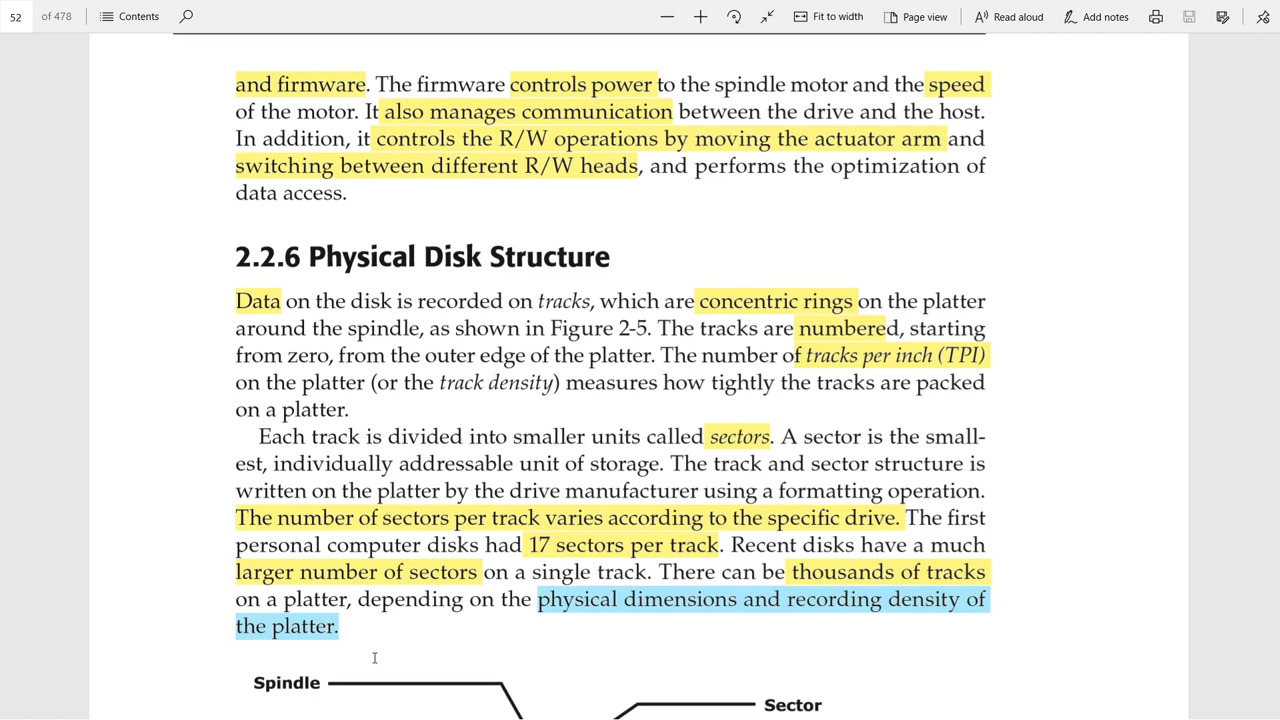 52 of 478 Contents Fit to width Page view Read aloud Add notes
and firmware. The firmware controls power to the spindle motor and the speed
of the motor. It also manages communication between the drive and the host.
In addition, it controls the R/W operations by moving the actuator arm and
switching between different R/W heads, and performs the optimization of
data access.
2.2.6 Physical Disk Structure
Data on the disk is recorded on tracks, which are concentric rings on the platter
around the spindle, as shown in Figure 2-5. The tracks are numbered, starting
from zero, from the outer edge of the platter. The number of tracks per inch (TPI)
on the platter (or the track density) measures how tightly the tracks are packed
on a platter.
Each track is divided into smaller units called sectors. A sector is the small-
est, individually addressable unit of storage. The track and sector structure is
written on the platter by the drive manufacturer using a formatting operation.
The number of sectors per track varies according to the specific drive. The first
personal computer disks had 17 sectors per track. Recent disks have a much
larger number of sectors on a single track. There can be thousands of tracks
on a platter, depending on the physical dimensions and recording density of
the platter.
Spindle
Sector